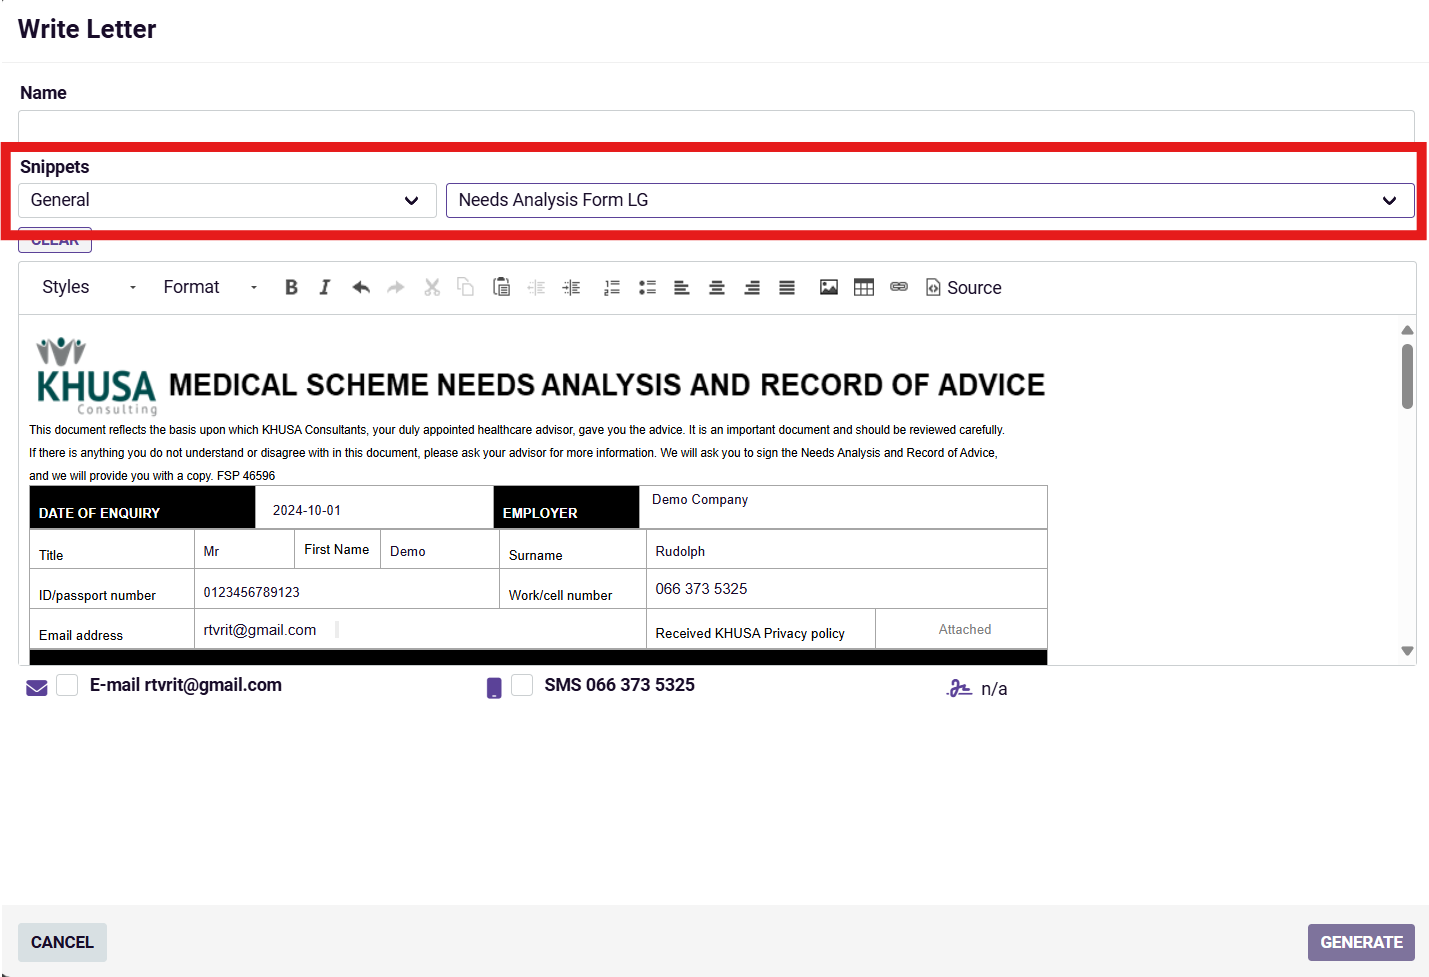 Write Letter
Name
Snippets
General
Needs Analysis Form LG
CLEAR
Styles
Format
B I
Source
KHUSA
Consulting
MEDICAL SCHEME NEEDS ANALYSIS AND RECORD OF ADVICE
This document reflects the basis upon which KHUSA Consultants, your duly appointed healthcare advisor, gave you the advice. It is an important document and should be reviewed carefully.
If there is anything you do not understand or disagree with in this document, please ask your advisor for more information. We will ask you to sign the Needs Analysis and Record of Advice,
and we will provide you with a copy. FSP 46596
DATE OF ENQUIRY 2024-10-01 EMPLOYER Demo Company
Title Mr First Name Demo Surname Rudolph
ID/passport number 0123456789123 Work/cell number 066 373 5325
Email address rtvrit@gmail.com Received KHUSA Privacy policy Attached
E-mail rtvrit@gmail.com
SMS 066 373 5325
n/a
CANCEL
GENERATE